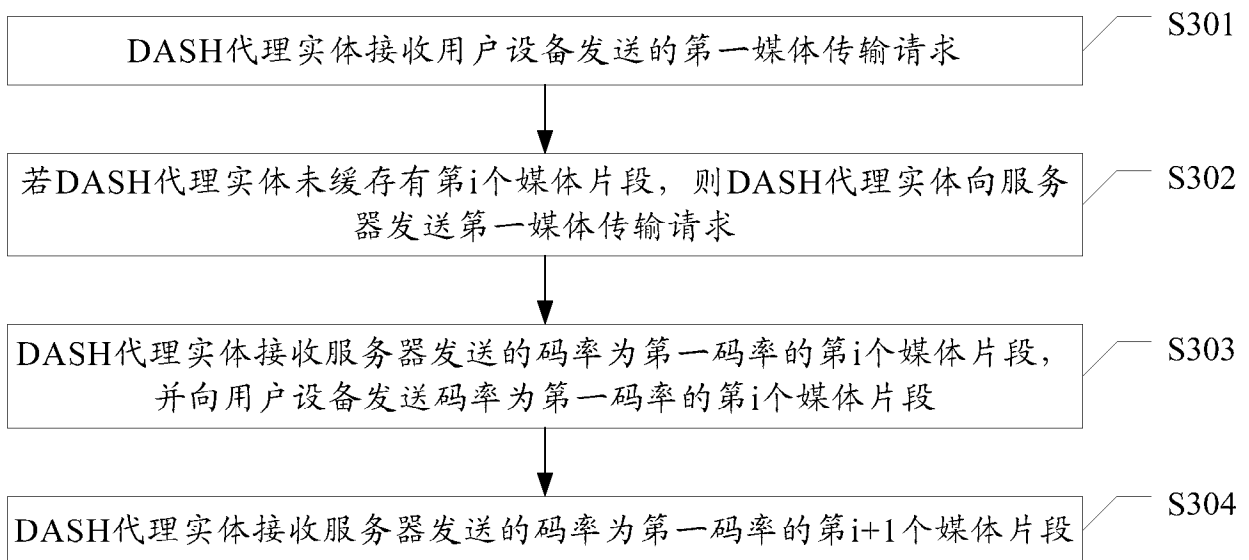 DASH代理实体接收用户设备发送的第一媒体传输请求
S301
若DASH代理实体未缓存有第i个媒体片段，则DASH代理实体向服务
器发送第一媒体传输请求
S302
DASH代理实体接收服务器发送的码率为第一码率的第i个媒体片段，
并向用户设备发送码率为第一码率的第i个媒体片段
S303
DASH代理实体接收服务器发送的码率为第一码率的第i+1个媒体片段
S304